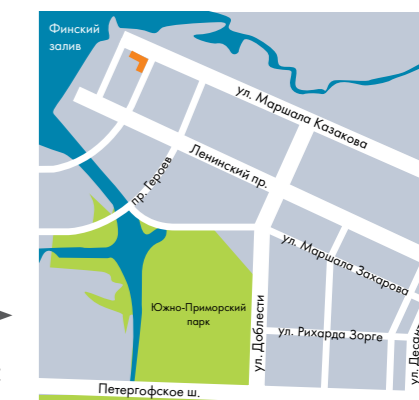 Финский
залив
ул. Маршала Казакова
Ленинский пр.
пр. Героев
ул. Маршала Захарова
Южно-Приморский
парк
ул. Доблести
ул. Рихарда Зорге
Петергофское ш.